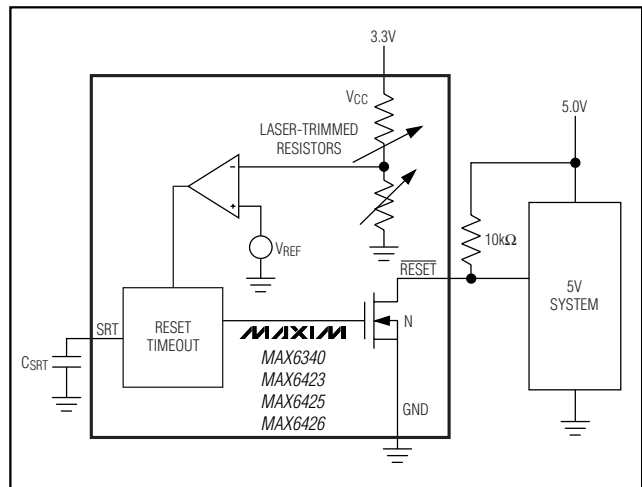 3.3V
VCC
5.0V
LASER-TRIMMED
RESISTORS
−
+
VREF
10kΩ
RESET
5V
SYSTEM
SRT
RESET
TIMEOUT
N
CSRT
MAXIM
MAX6340
MAX6423
MAX6425
MAX6426
GND